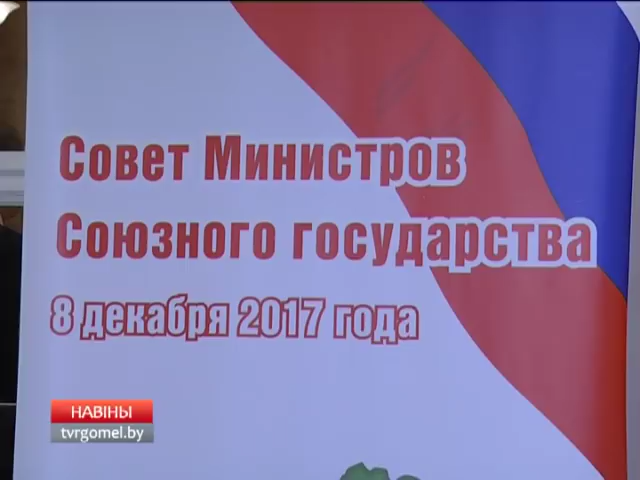 Совет Министров
Союзного государства
8 декабря 2017 года
НАВІНЫ
tvrgomel.by